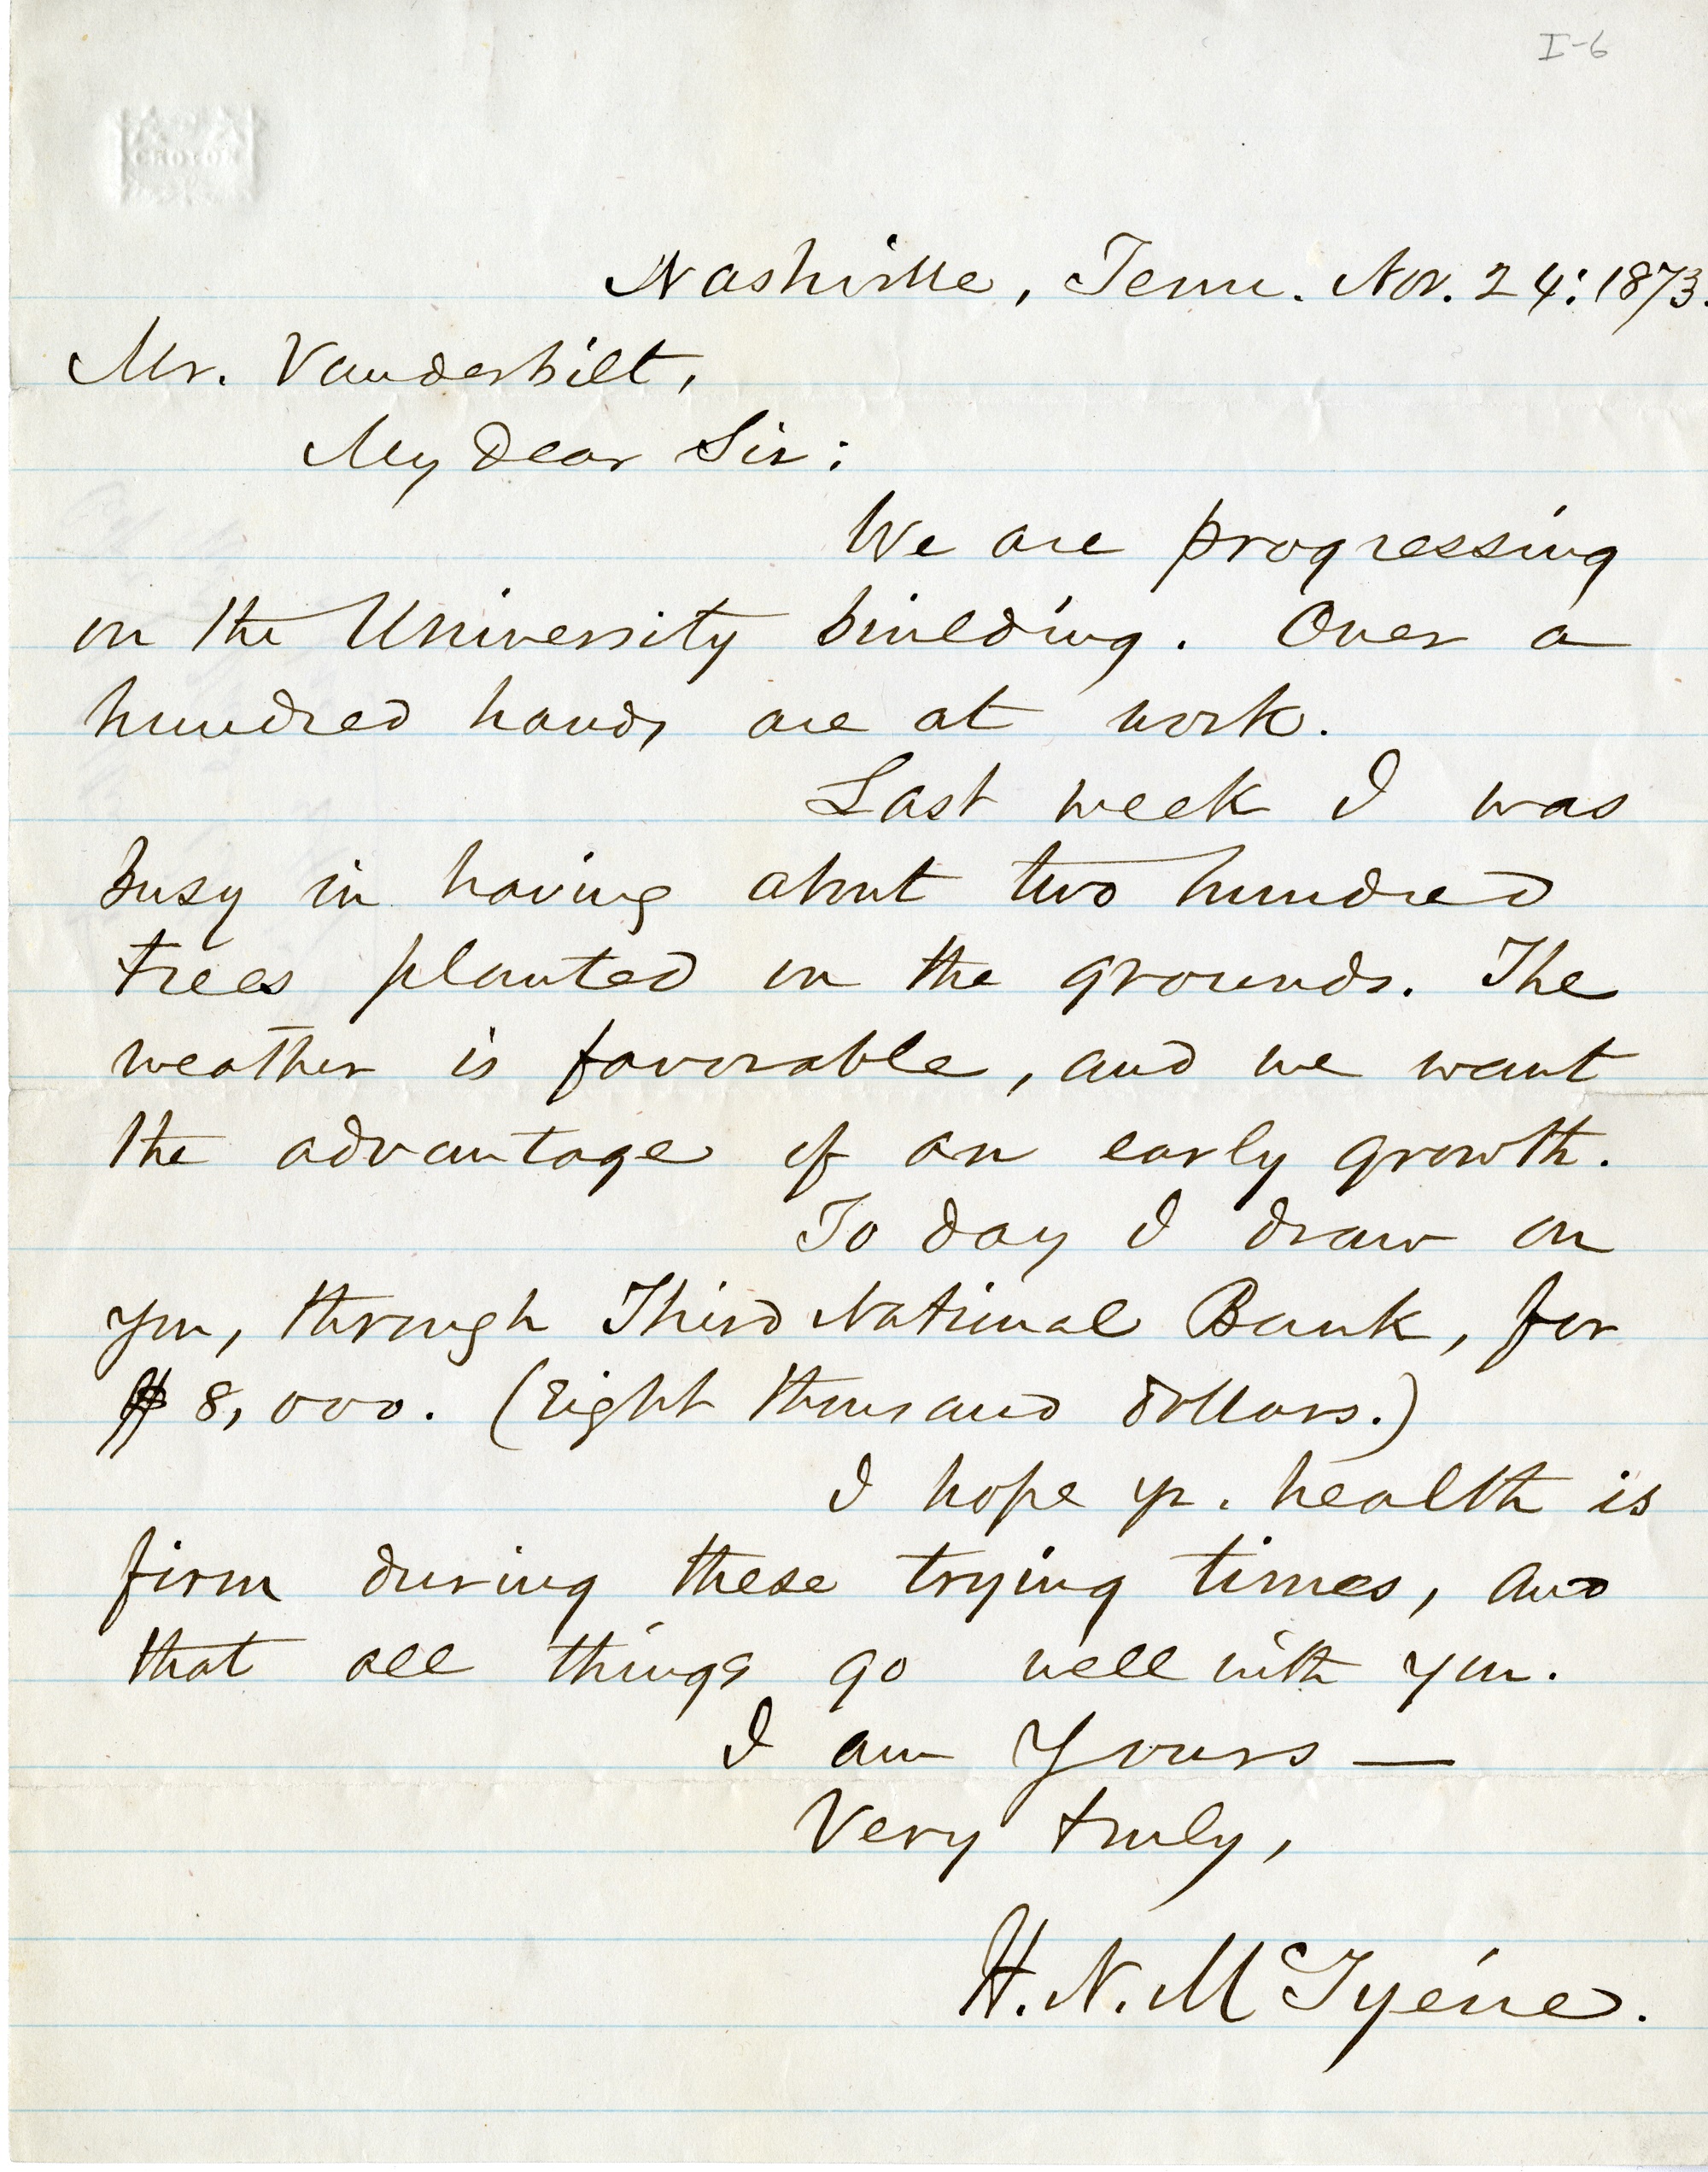 I-6
CROTON
Nashville, Tenn. Nov. 24: 1873.
Mr. Vanderbilt,
My Dear Sir:
We are progressing
on the University building. Over a
hundred hands are at work.
Last week I was
busy in having about two hundred
trees planted on the grounds. The
weather is favorable, and we want
the advantage of an early growth.
To day I draw on
you, through Third National Bank, for
$8,000. (Eight thousand dollars.)
I hope yr. health is
firm during these trying times, and
that all things go well with you.
I am Yours —
Very truly,
H. N. McTyeire.